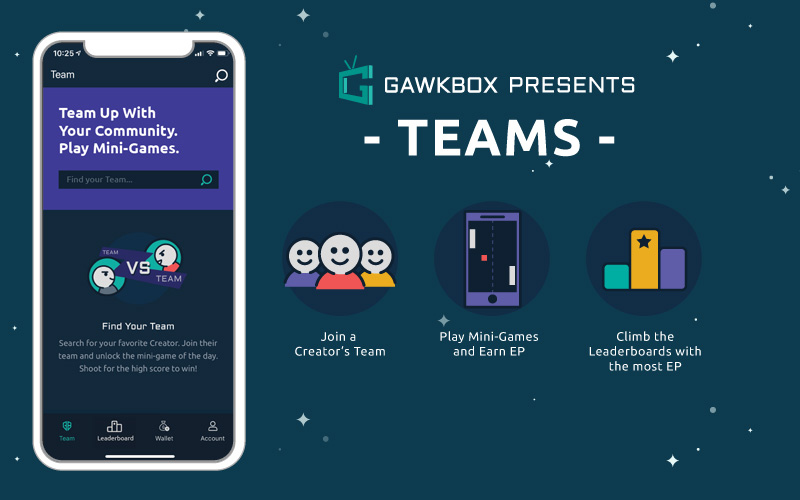 10:25
Team
Team Up With
Your Community.
Play Mini-Games.
Find your Team...
TEAM
VS
TEAM
Find Your Team
Search for your favorite Creator. Join their
team and unlock the mini-game of the day.
Shoot for the high score to win!
Team Leaderboard Wallet Account
GAWKBOX PRESENTS
- TEAMS -
Join a
Creator's Team
Play Mini-Games
and Earn EP
Climb the
Leaderboards with
the most EP